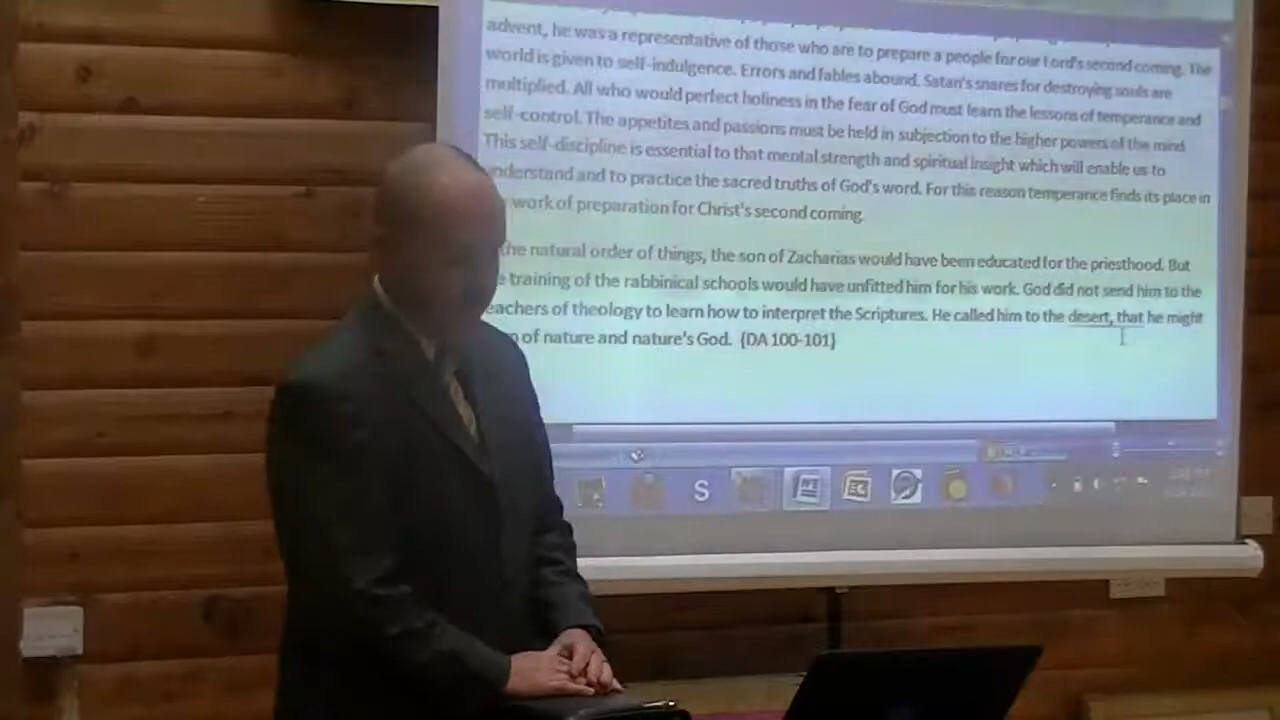 advent, he was a representative of those who are to prepare a people for our Lord's second coming. The
world is given to self-indulgence. Errors and fables abound. Satan's snares for destroying souls are
multiplied. All who would perfect holiness in the fear of God must learn the lessons of temperance and
self-control. The appetites and passions must be held in subjection to the higher powers of the mind
This self-discipline is essential to that mental strength and spiritual insight which will enable us to
nderstand and to practice the sacred truths of God's word. For this reason temperance finds its place in
work of preparation for Christ's second coming.
the natural order of things, the son of Zacharias would have been educated for the priesthood. But
e training of the rabbinical schools would have unfitted him for his work. God did not send him to the
eachers of theology to learn how to interpret the Scriptures. He called him to the desert, that he might
of nature and nature's God. {DA 100-101}
S